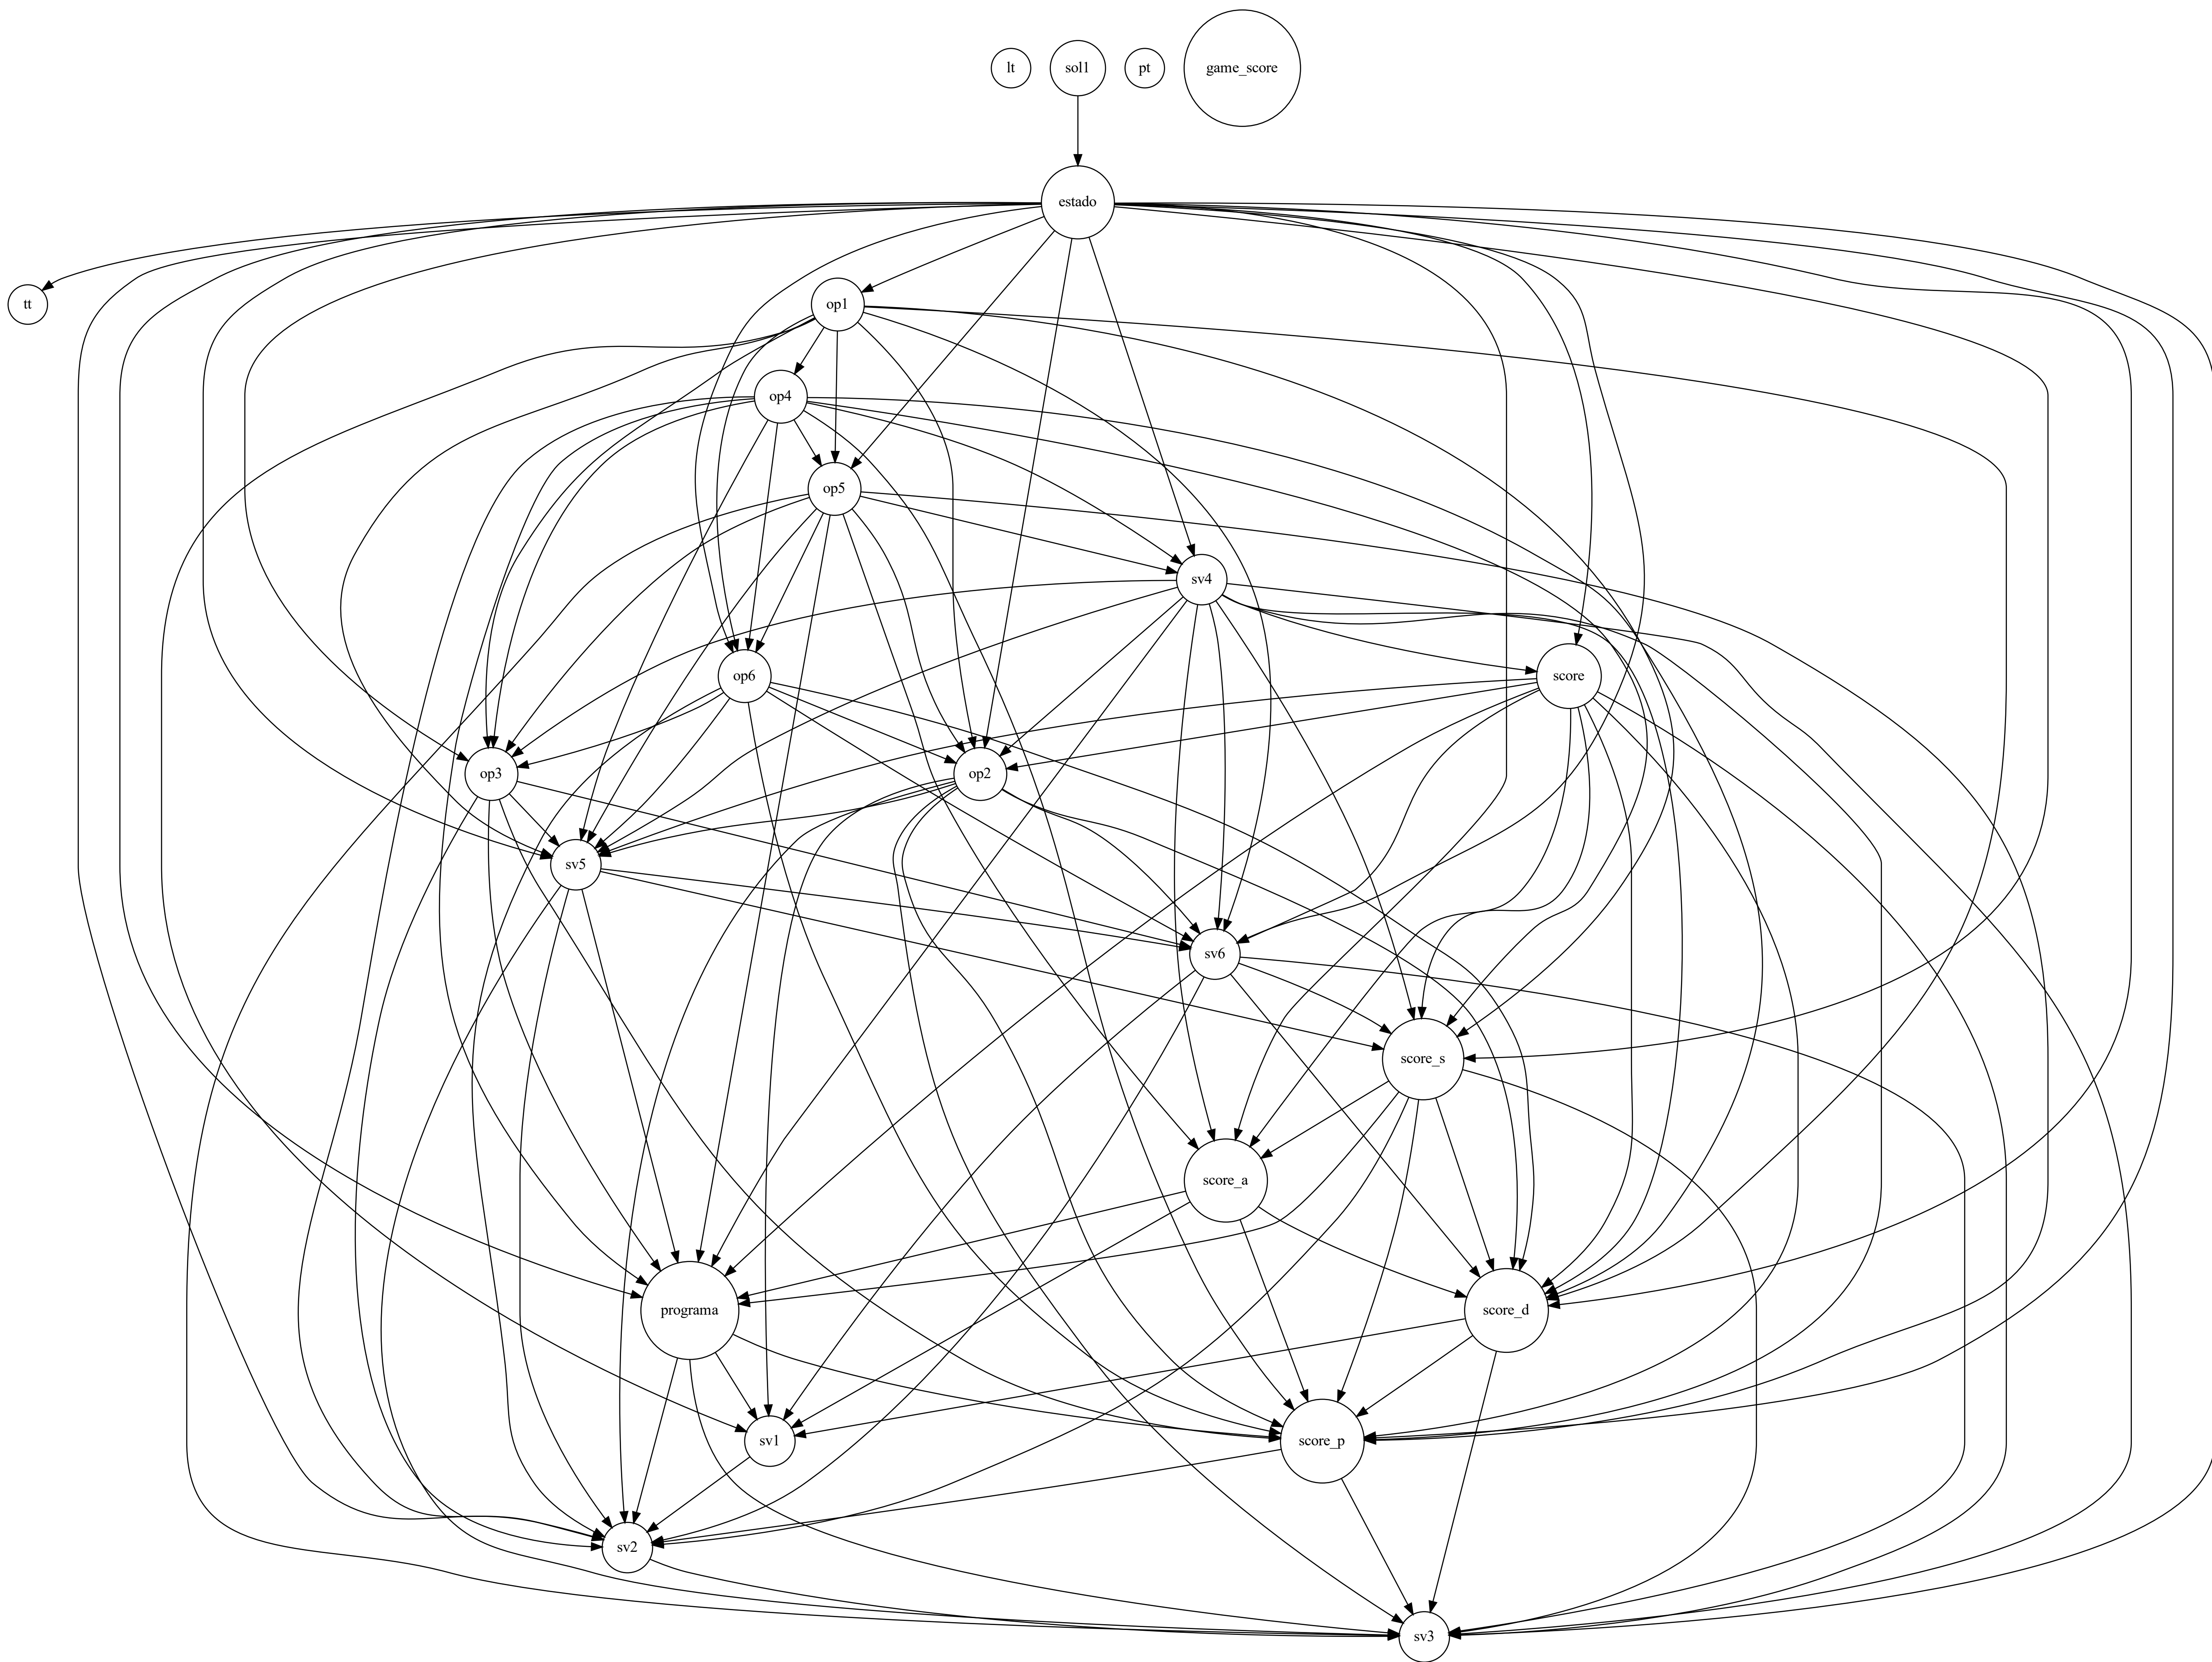 lt
sol1
pt
game_score
estado
tt
op1
op4
op5
sv4
op6
score
op3
op2
sv5
sv6
score_s
score_a
programa
score_d
sv1
score_p
sv2
sv3